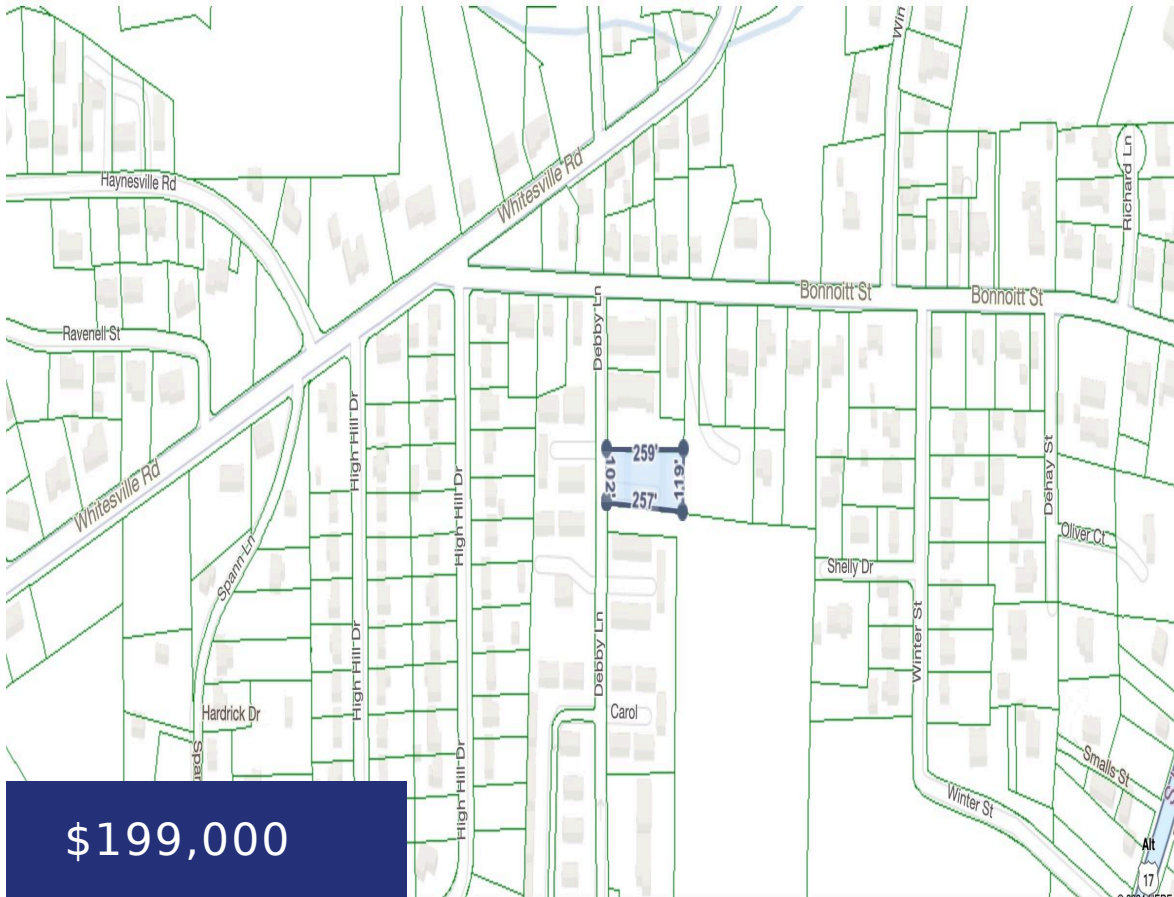 Win
Haynesville Rd
Whitesville Rd
Richard Ln
Bonnoitt St
Bonnoitt St
Debby Ln
Ravenell St
High Hill Dr
High Hill Dr
259'
102'
119'
257'
Whitesville Rd
Dehay St
Oliver Ct
Spann Ln
Shelly Dr
Debby Ln
Winter St
High Hill Dr
Hardrick Dr
Carol
Span
High Hill Dr
Smalls St
Winter St
S
$199,000
Alt
17